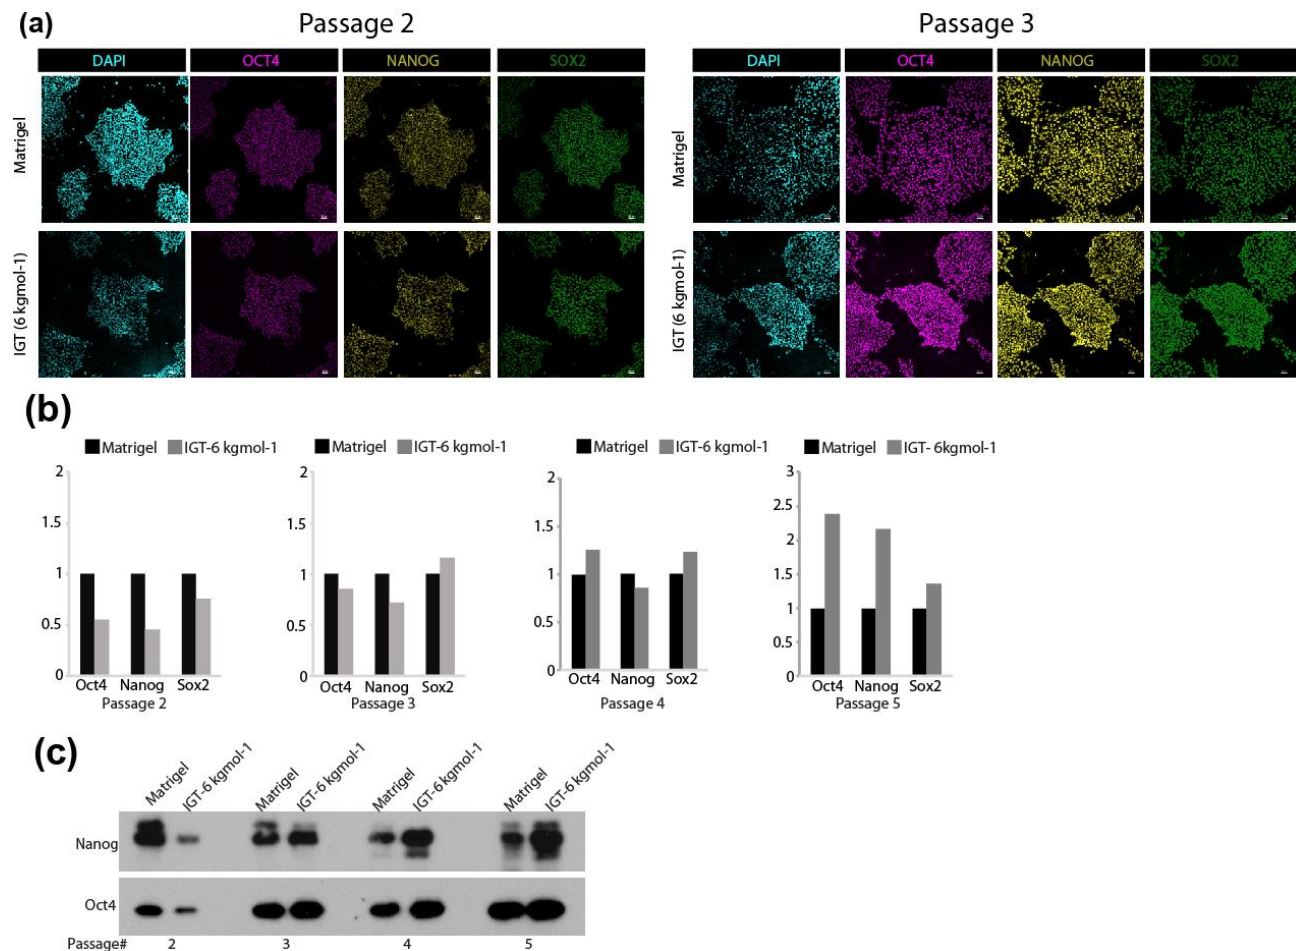 (a)
Passage 2
Passage 3
DAPI OCT4 NANOG SOX2
DAPI OCT4 NANOG SOX2
Matrigel
Matrigel
IGT (6 kgmol-1)
IGT (6 kgmol-1)
(b)
Matrigel IGT-6 kgmol-1
Matrigel IGT-6 kgmol-1
Matrigel IGT-6 kgmol-1
Matrigel IGT- 6kgmol-1
2
1.5
1
0.5
0
Oct4 Nanog Sox2
Passage 2
2
1.5
1
0.5
0
Oct4 Nanog Sox2
Passage 3
2
1.5
1
0.5
0
Oct4 Nanog Sox2
Passage 4
3
2.5
2
1.5
1
0.5
0
Oct4 Nanog Sox2
Passage 5
(c)
Matrigel IGT-6 kgmol-1 Matrigel IGT-6 kgmol-1 Matrigel IGT-6 kgmol-1 Matrigel IGT-6 kgmol-1
Nanog
Oct4
Passage# 2 3 4 5